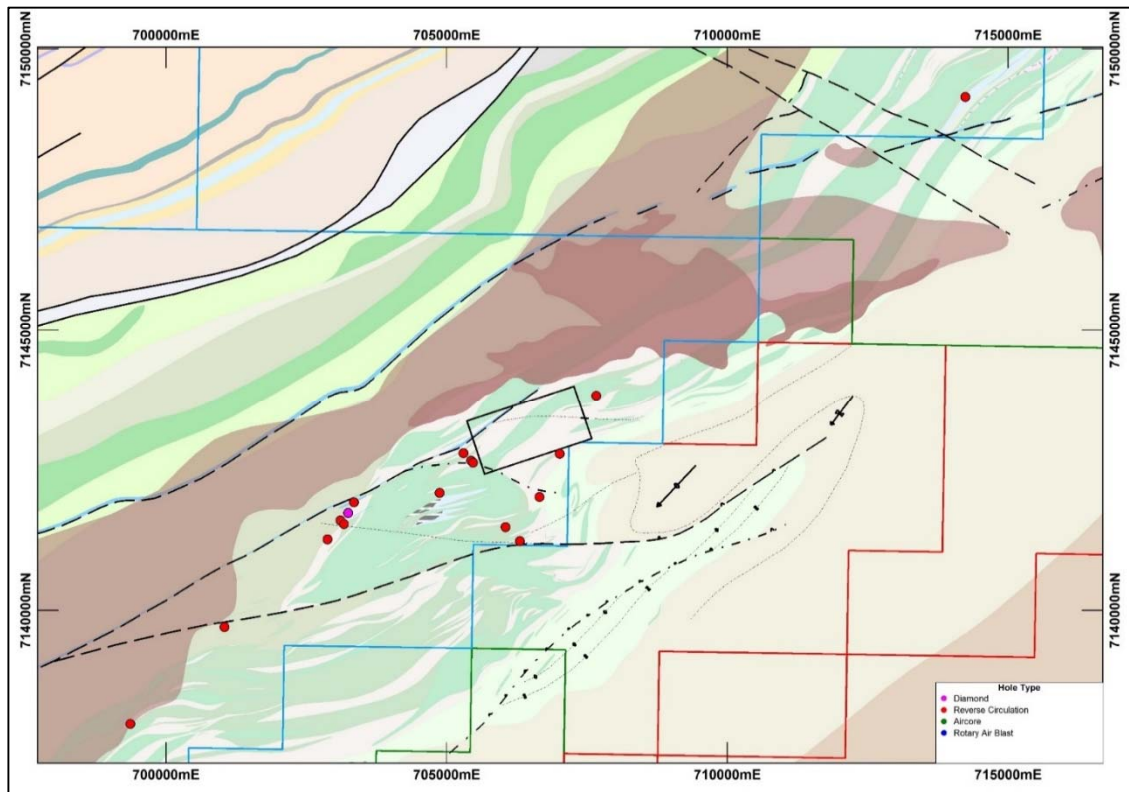 700000mE 705000mE 710000mE 715000mE
7150000mN 7150000mN
7145000mN 7145000mN
7140000mN 7140000mN
Hole Type
Diamond
Reverse Circulation
Aircore
Rotary Air Blast
700000mE 705000mE 710000mE 715000mE